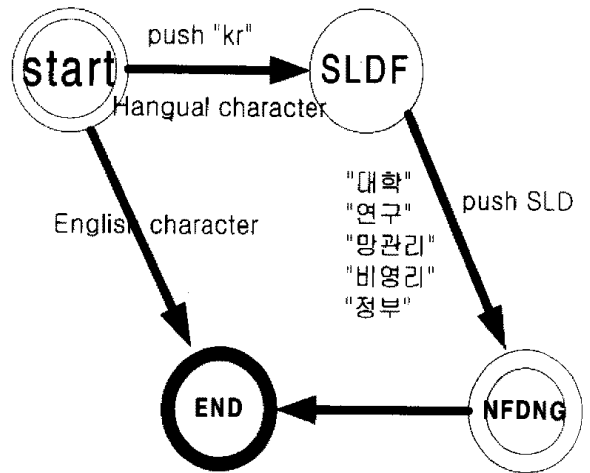 push "kr"
start
SLDF
Hangual character
"대학"
"연구"
"망관리"
"비영리"
"정부"
push SLD
English character
END
NFDNG